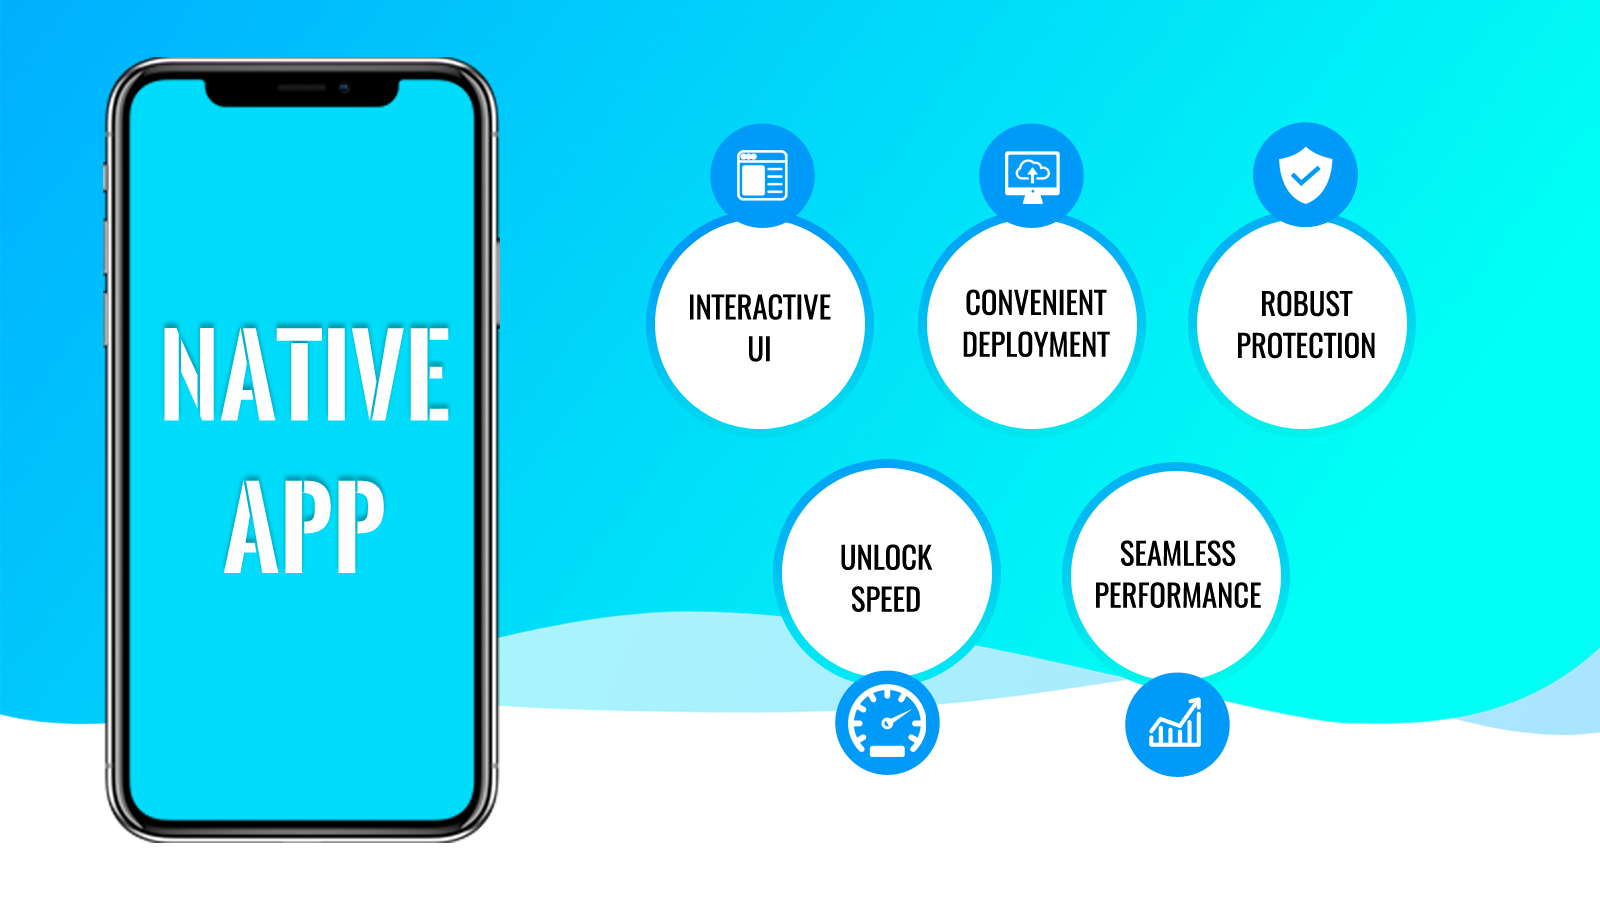 NATIVE
APP
INTERACTIVE
UI
CONVENIENT
DEPLOYMENT
ROBUST
PROTECTION
UNLOCK
SPEED
SEAMLESS
PERFORMANCE